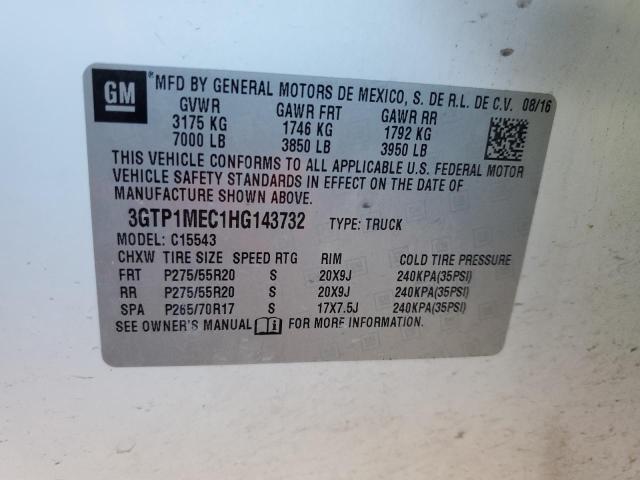 GM
*MFD BY GENERAL MOTORS DE MEXICO, S. DE R.L. DE C.V. 08/16
GVWR GAWR FRT GAWR RR
3175 KG 1746 KG 1792 KG
7000 LB 3850 LB 3950 LB
THIS VEHICLE CONFORMS TO ALL APPLICABLE U.S. FEDERAL MOTOR
VEHICLE SAFETY STANDARDS IN EFFECT ON THE DATE OF
MANUFACTURE SHOWN ABOVE.
3GTP1MEC1HG143732 TYPE: TRUCK
MODEL: C15543
CHXW TIRE SIZE SPEED RTG RIM COLD TIRE PRESSURE
FRT P275/55R20 S 20X9J 240KPA(35PSI)
RR P275/55R20 S 20X9J 240KPA(35PSI)
SPA P265/70R17 S 17X7.5J 240KPA(35PSI)
SEE OWNER'S MANUAL FOR MORE INFORMATION.